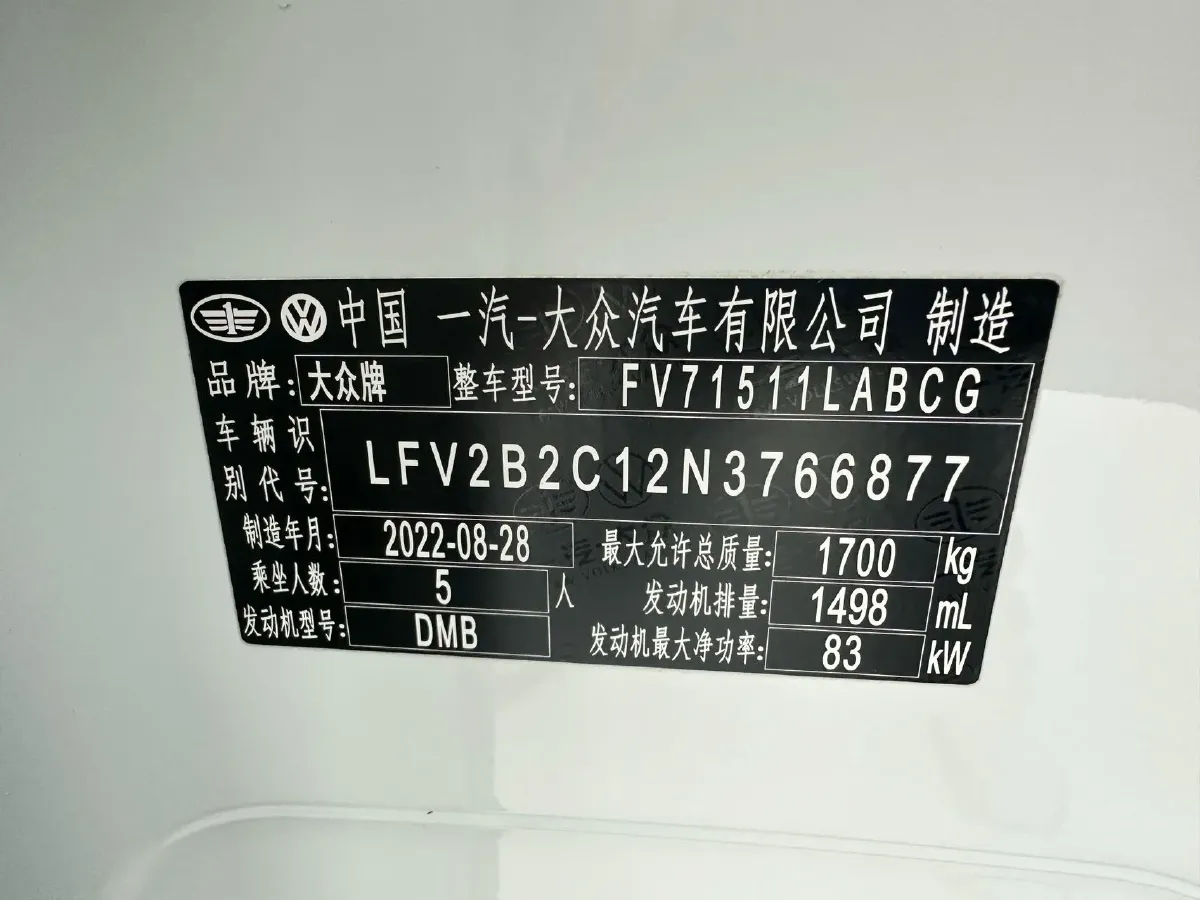 中国 一汽-大众汽车有限公司 制造
品牌: 大众牌 整车型号: FV71511LABCG
车辆识别代号: LFV2B2C12N3766877
制造年月: 2022-08-28 最大允许总质量: 1700 kg
乘坐人数: 5 人 发动机排量: 1498 mL
发动机型号: DMB 发动机最大净功率: 83 kW